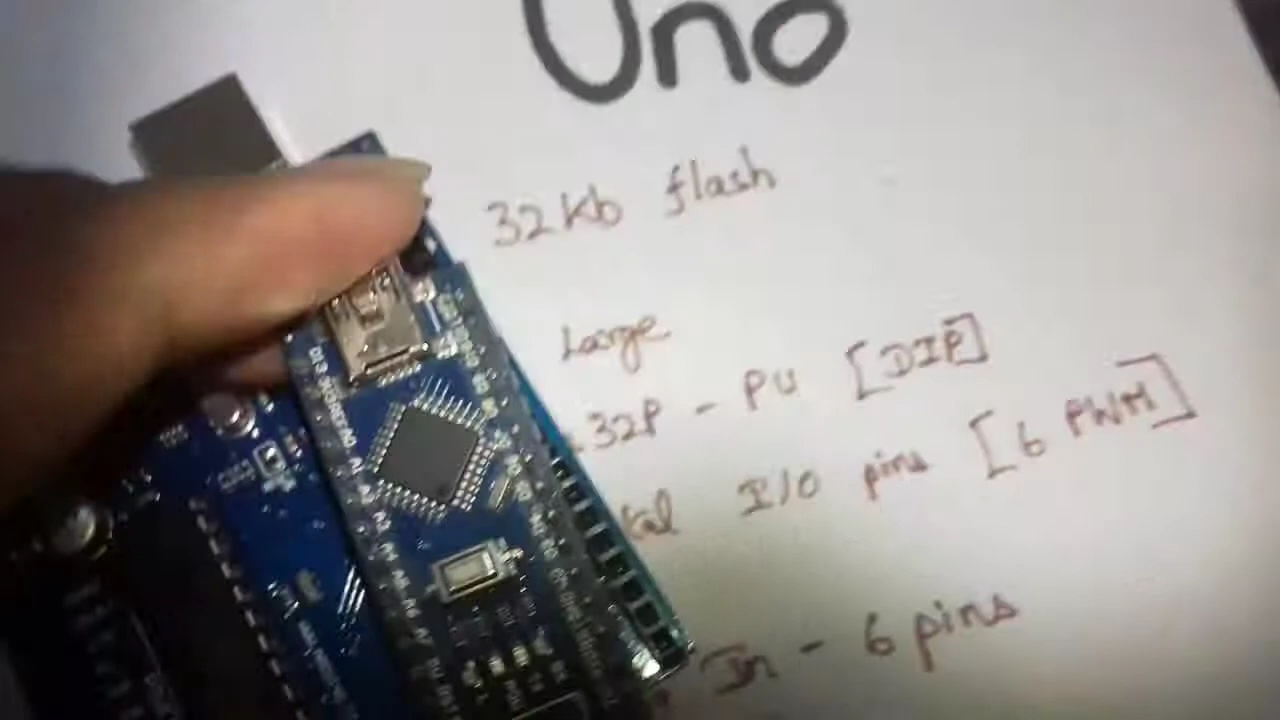 Uno
32Kb flash
Large
32P - PU [DIP]
I/O pins [6 PWM]
In - 6 pins